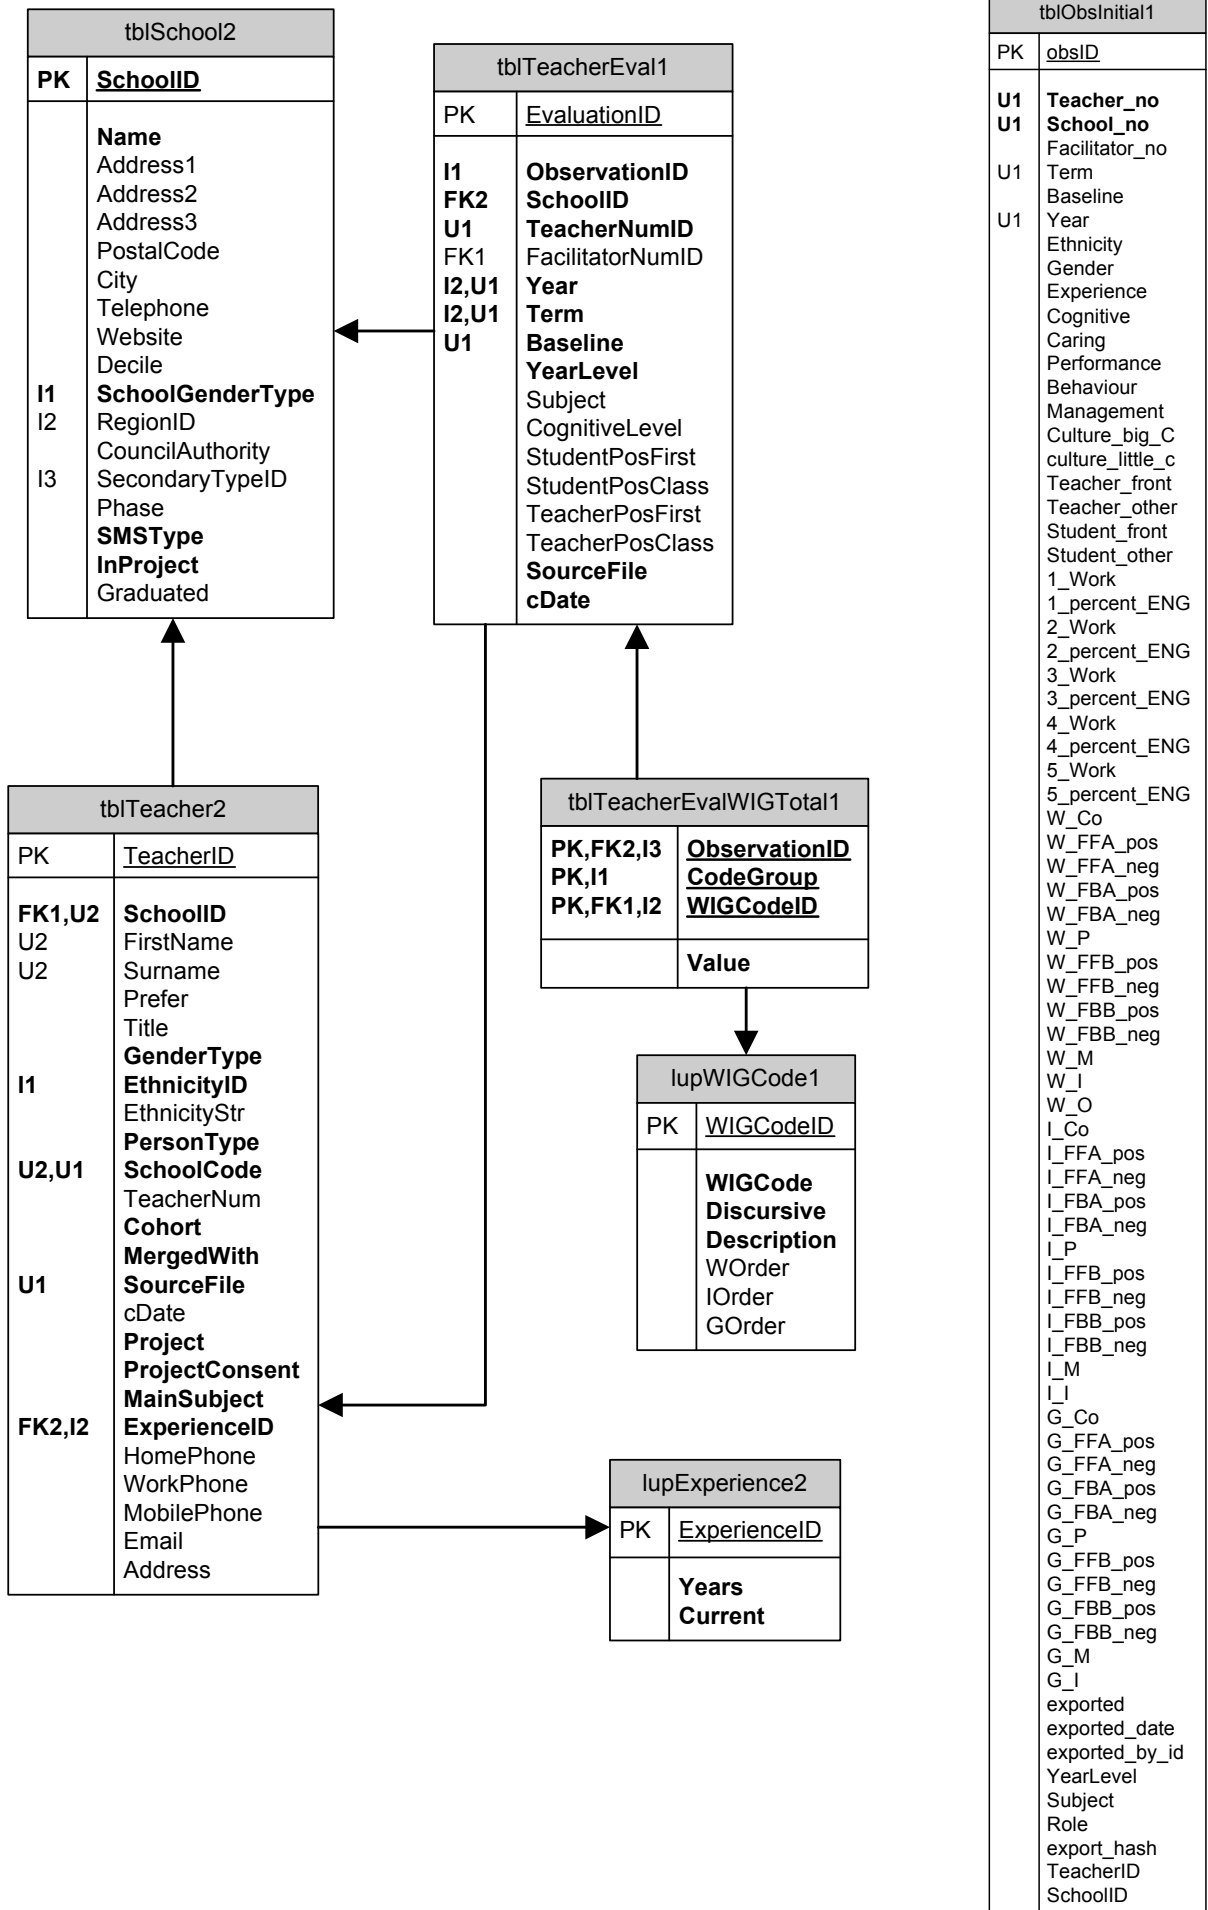 tblSchool2
PK SchoolID
Name
Address1
Address2
Address3
PostalCode
City
Telephone
Website
Decile
I1 SchoolGenderType
I2 RegionID
CouncilAuthority
I3 SecondaryTypeID
Phase
SMSType
InProject
Graduated
tblTeacherEval1
PK EvaluationID
I1 ObservationID
FK2 SchoolID
U1 TeacherNumID
FK1 FacilitatorNumID
I2,U1 Year
I2,U1 Term
U1 Baseline
YearLevel
Subject
CognitiveLevel
StudentPosFirst
StudentPosClass
TeacherPosFirst
TeacherPosClass
SourceFile
cDate
tblTeacher2
PK TeacherID
FK1,U2 SchoolID
U2 FirstName
U2 Surname
Prefer
Title
GenderType
I1 EthnicityID
EthnicityStr
PersonType
U2,U1 SchoolCode
TeacherNum
Cohort
MergedWith
U1 SourceFile
cDate
Project
ProjectConsent
MainSubject
FK2,I2 ExperienceID
HomePhone
WorkPhone
MobilePhone
Email
Address
tblTeacherEvalWIGTotal1
PK,FK2,I3 ObservationID
PK,I1 CodeGroup
PK,FK1,I2 WIGCodeID
Value
lupWIGCode1
PK WIGCodeID
WIGCode
Discursive
Description
WOrder
IOrder
GOrder
lupExperience2
PK ExperienceID
Years
Current
tblObsInitial1
PK obsID
U1 Teacher_no
U1 School_no
Facilitator_no
U1 Term
Baseline
U1 Year
Ethnicity
Gender
Experience
Cognitive
Caring
Performance
Behaviour
Management
Culture_big_C
culture_little_c
Teacher_front
Teacher_other
Student_front
Student_other
1_Work
1_percent_ENG
2_Work
2_percent_ENG
3_Work
3_percent_ENG
4_Work
4_percent_ENG
5_Work
5_percent_ENG
W_Co
W_FFA_pos
W_FFA_neg
W_FBA_pos
W_FBA_neg
W_P
W_FFB_pos
W_FFB_neg
W_FBB_pos
W_FBB_neg
W_M
W_I
W_O
I_Co
I_FFA_pos
I_FFA_neg
I_FBA_pos
I_FBA_neg
I_P
I_FFB_pos
I_FFB_neg
I_FBB_pos
I_FBB_neg
I_M
I_I
G_Co
G_FFA_pos
G_FFA_neg
G_FBA_pos
G_FBA_neg
G_P
G_FFB_pos
G_FFB_neg
G_FBB_pos
G_FBB_neg
G_M
G_I
exported
exported_date
exported_by_id
YearLevel
Subject
Role
export_hash
TeacherID
SchoolID